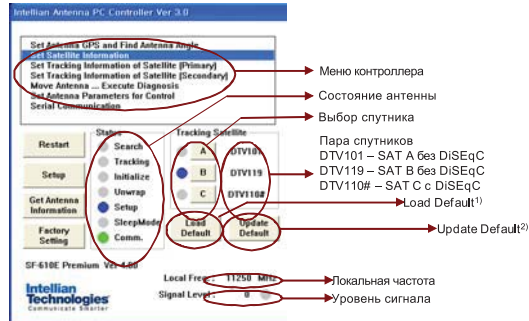 Intellian Antenna PC Controller Ver 3.0
Set Antenna GPS and Find Antenna Angle
Set Satellite Information
Set Tracking Information of Satellite (Primary)
Set Tracking Information of Satellite (Secondary)
Move Antenna ... Execute Diagnosis
Set Antenna Parameters for Control
Serial Communication
Меню контроллера
Состояние антенны
Выбор спутника
Restart
Setup
Get Antenna Information
Factory Setting
Status
Search
Tracking
Initialize
Unwrap
Setup
SleepMode
Comm.
Tracking Satellite
A DTV101
B DTV119
C DTV110#
Load Default
Update Default
Пара спутников
DTV101 – SAT A без DiSEqC
DTV119 – SAT B без DiSEqC
DTV110# – SAT C с DiSEqC
Load Default1)
Update Default2)
SF-610E Premium Ver 4.80
Local Freq.: 11250 MHz
Signal Level: 0
Локальная частота
Уровень сигнала
Intellian
Technologies
Communicate Smarter